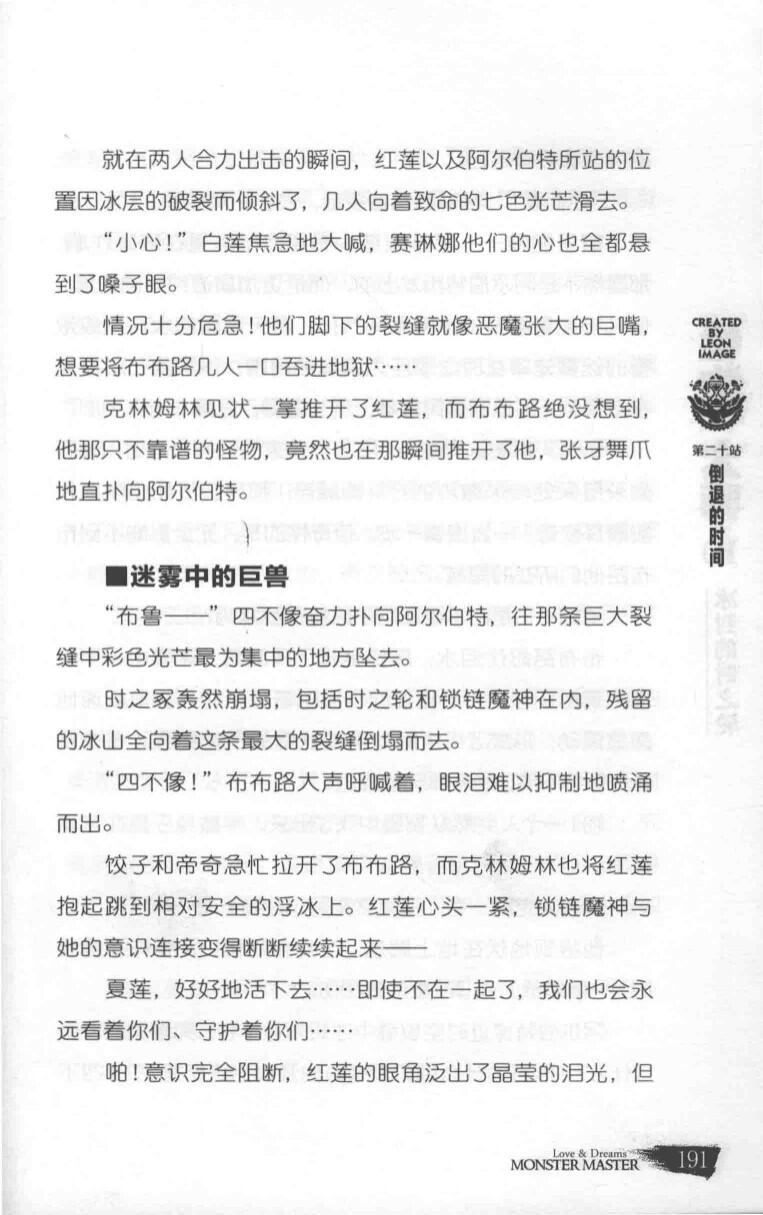 就在两人合力出击的瞬间，红莲以及阿尔伯特所站的位
置因冰层的破裂而倾斜了，几人向着致命的七色光芒滑去。
“小心！”白莲焦急地大喊，赛琳娜他们的心也全都悬
到了嗓子眼。
情况十分危急！他们脚下的裂缝就像恶魔张大的巨嘴，
想要将布布路几人一口吞进地狱……
克林姆林见状一掌推开了红莲，而布布路绝没想到，
他那只不靠谱的怪物，竟然也在那瞬间推开了他，张牙舞爪
地直扑向阿尔伯特。
■迷雾中的巨兽
“布鲁——”四不像奋力扑向阿尔伯特，往那条巨大裂
缝中彩色光芒最为集中的地方坠去。
时之冢轰然崩塌，包括时之轮和锁链魔神在内，残留
的冰山全向着这条最大的裂缝倒塌而去。
“四不像！”布布路大声呼喊着，眼泪难以抑制地喷涌
而出。
饺子和帝奇急忙拉开了布布路，而克林姆林也将红莲
抱起跳到相对安全的浮冰上。红莲心头一紧，锁链魔神与
她的意识连接变得断断续续起来——
夏莲，好好地活下去……即使不在一起了，我们也会永
远看着你们、守护着你们……
啪！意识完全阻断，红莲的眼角泛出了晶莹的泪光，但
CREATED
BY
LEON
IMAGE
第二十站
倒退的时间
Love & Dreams
MONSTER MASTER
191